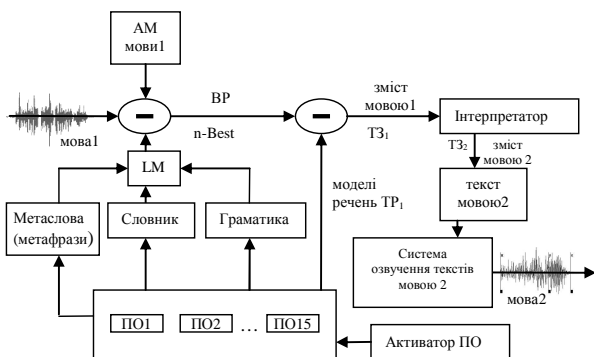 АМ
мови1
мова1
ВР
n-Best
зміст
мовою1
ТЗ₁
Інтерпретатор
ТЗ₂
зміст
мовою 2
LM
моделі
речень ТР₁
текст
мовою2
Метаслова
(метафрази)
Словник
Граматика
Система
озвучення текстів
мовою 2
мова2
ПО1 ПО2 … ПО15
Активатор ПО